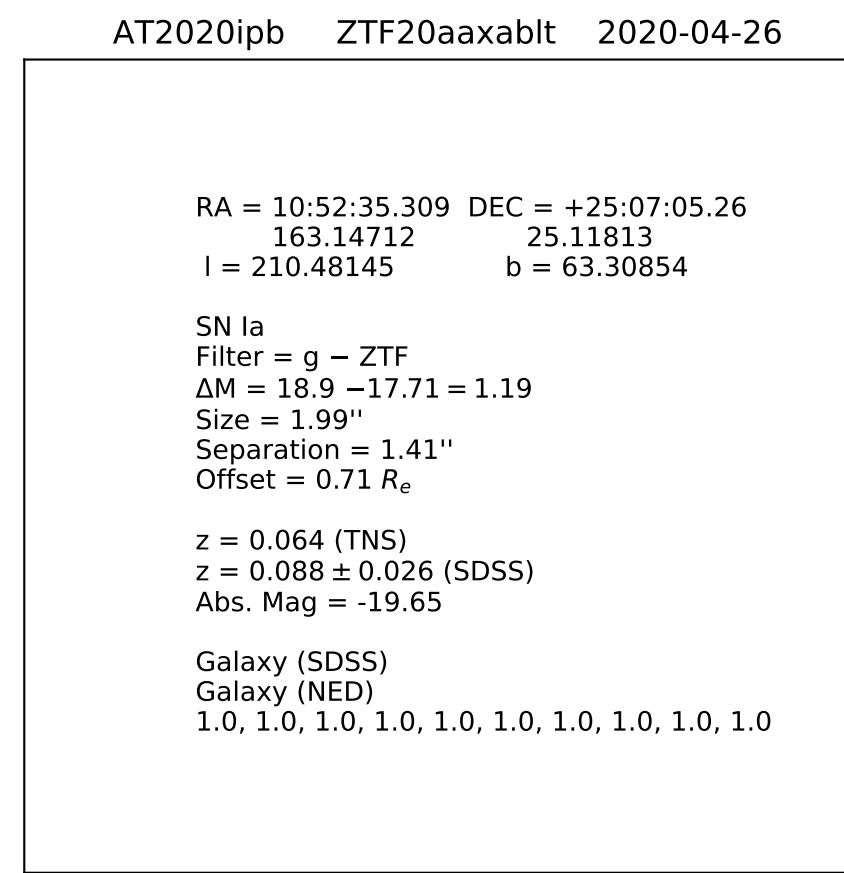 AT2020ipb ZTF20aaxablt 2020-04-26
RA = 10:52:35.309 DEC = +25:07:05.26
163.14712 25.11813
l = 210.48145 b = 63.30854
SN Ia
Filter = g − ZTF
ΔM = 18.9 −17.71 = 1.19
Size = 1.99''
Separation = 1.41''
Offset = 0.71 Re
z = 0.064 (TNS)
z = 0.088 ± 0.026 (SDSS)
Abs. Mag = -19.65
Galaxy (SDSS)
Galaxy (NED)
1.0, 1.0, 1.0, 1.0, 1.0, 1.0, 1.0, 1.0, 1.0, 1.0